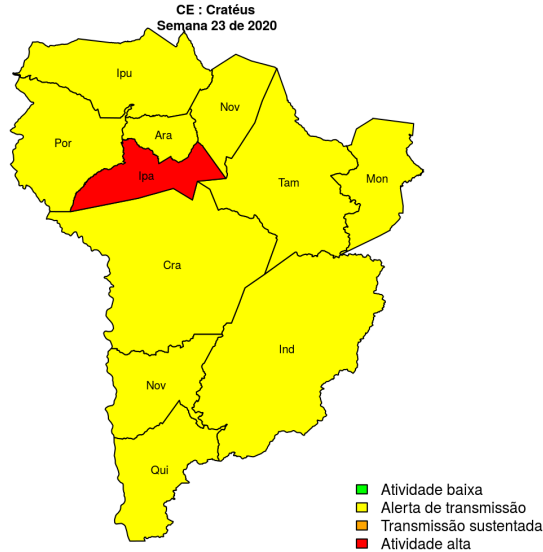 CE : Cratéus
Semana 23 de 2020
Ipu
Nov
Por
Ara
Ipa
Tam
Mon
Cra
Ind
Nov
Qui
Atividade baixa
Alerta de transmissão
Transmissão sustentada
Atividade alta